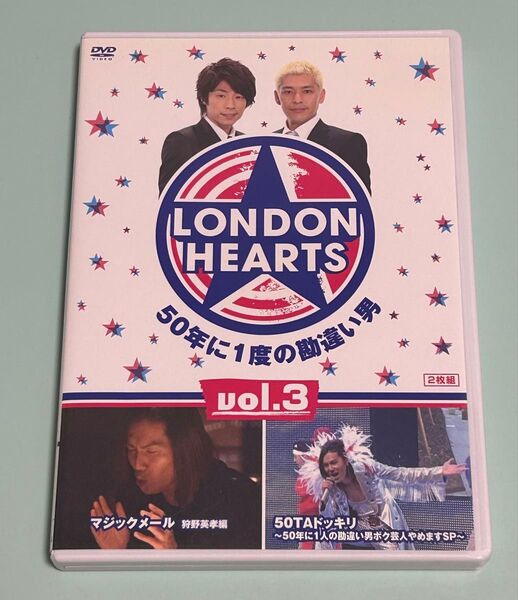 DVD
VIDEO
LONDON
HEARTS
50年に1度の勘違い男
vol.3
2枚組
マジックメール 狩野英孝編
50TAドッキリ
～50年に1人の勘違い男ボク芸人やめますSP～